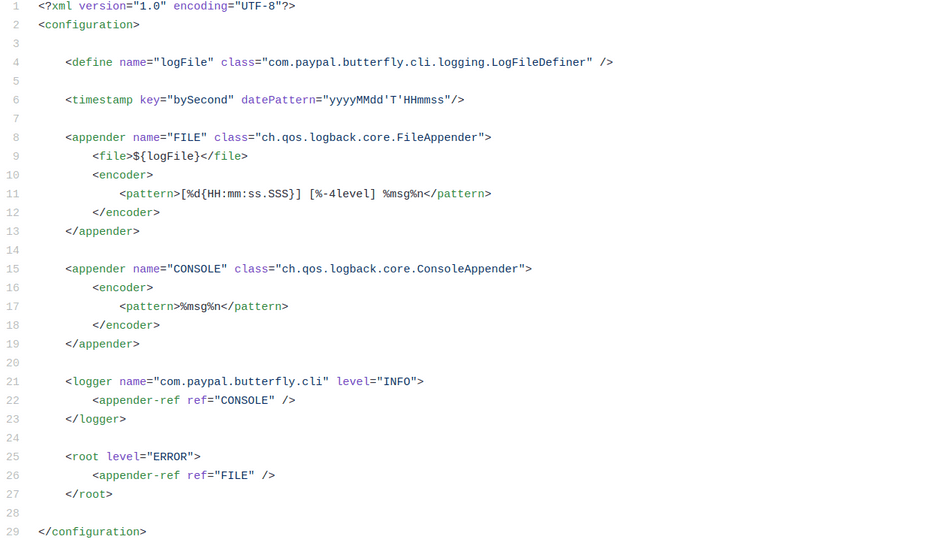 1 <?xml version="1.0" encoding="UTF-8"?>
2 <configuration>
3
4     <define name="logFile" class="com.paypal.butterfly.cli.logging.LogFileDefiner" />
5
6     <timestamp key="bySecond" datePattern="yyyyMMdd'T'HHmmss"/>
7
8     <appender name="FILE" class="ch.qos.logback.core.FileAppender">
9         <file>${logFile}</file>
10         <encoder>
11             <pattern>[%d{HH:mm:ss.SSS}] [%-4level] %msg%n</pattern>
12         </encoder>
13     </appender>
14
15     <appender name="CONSOLE" class="ch.qos.logback.core.ConsoleAppender">
16         <encoder>
17             <pattern>%msg%n</pattern>
18         </encoder>
19     </appender>
20
21     <logger name="com.paypal.butterfly.cli" level="INFO">
22         <appender-ref ref="CONSOLE" />
23     </logger>
24
25     <root level="ERROR">
26         <appender-ref ref="FILE" />
27     </root>
28
29 </configuration>